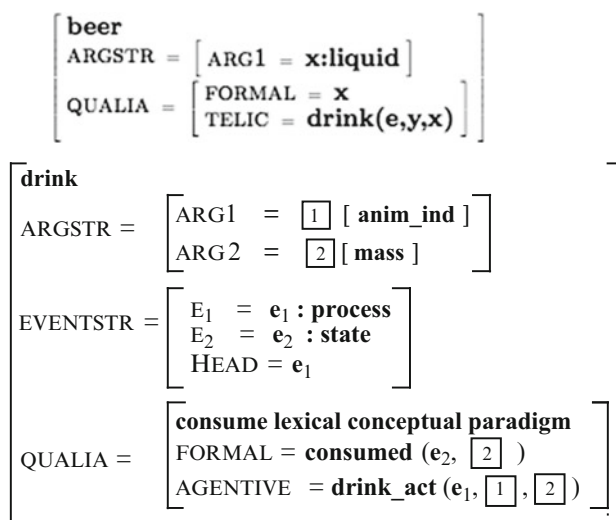 beer
ARGSTR = [ ARG1 = x:liquid ]
QUALIA = [ FORMAL = x
TELIC = drink(e,y,x) ]
drink
ARGSTR = [ ARG1 = 1 [ anim_ind ]
ARG2 = 2 [ mass ] ]
EVENTSTR = [ E1 = e1 : process
E2 = e2 : state
HEAD = e1 ]
QUALIA = [ consume lexical conceptual paradigm
FORMAL = consumed (e2, 2 )
AGENTIVE = drink_act (e1, 1 , 2 ) ]